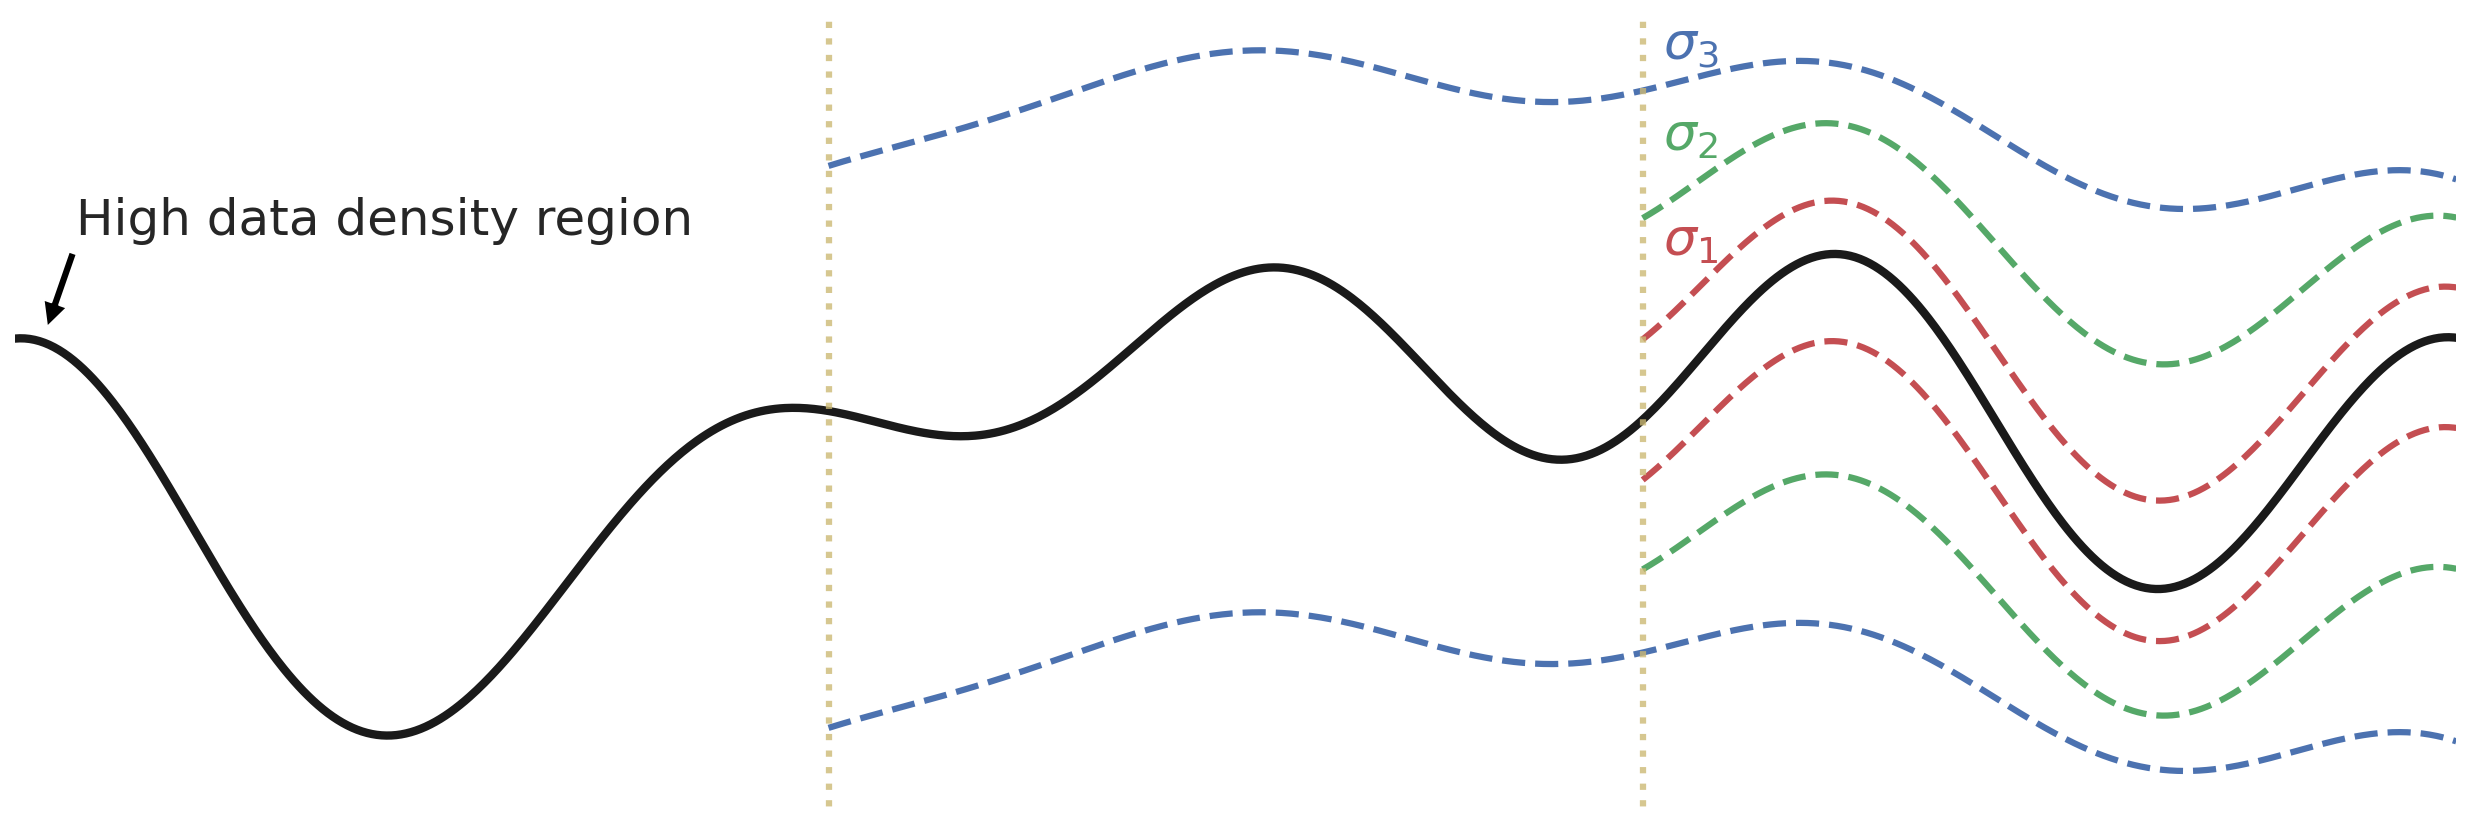 σ₃
σ₂
High data density region
σ₁